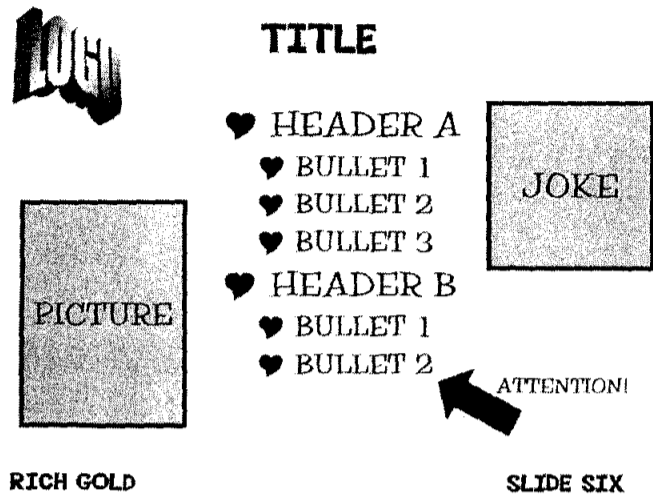 LOGO
TITLE
HEADER A
BULLET 1
BULLET 2
BULLET 3
JOKE
PICTURE
HEADER B
BULLET 1
BULLET 2
ATTENTION!
RICH GOLD
SLIDE SIX